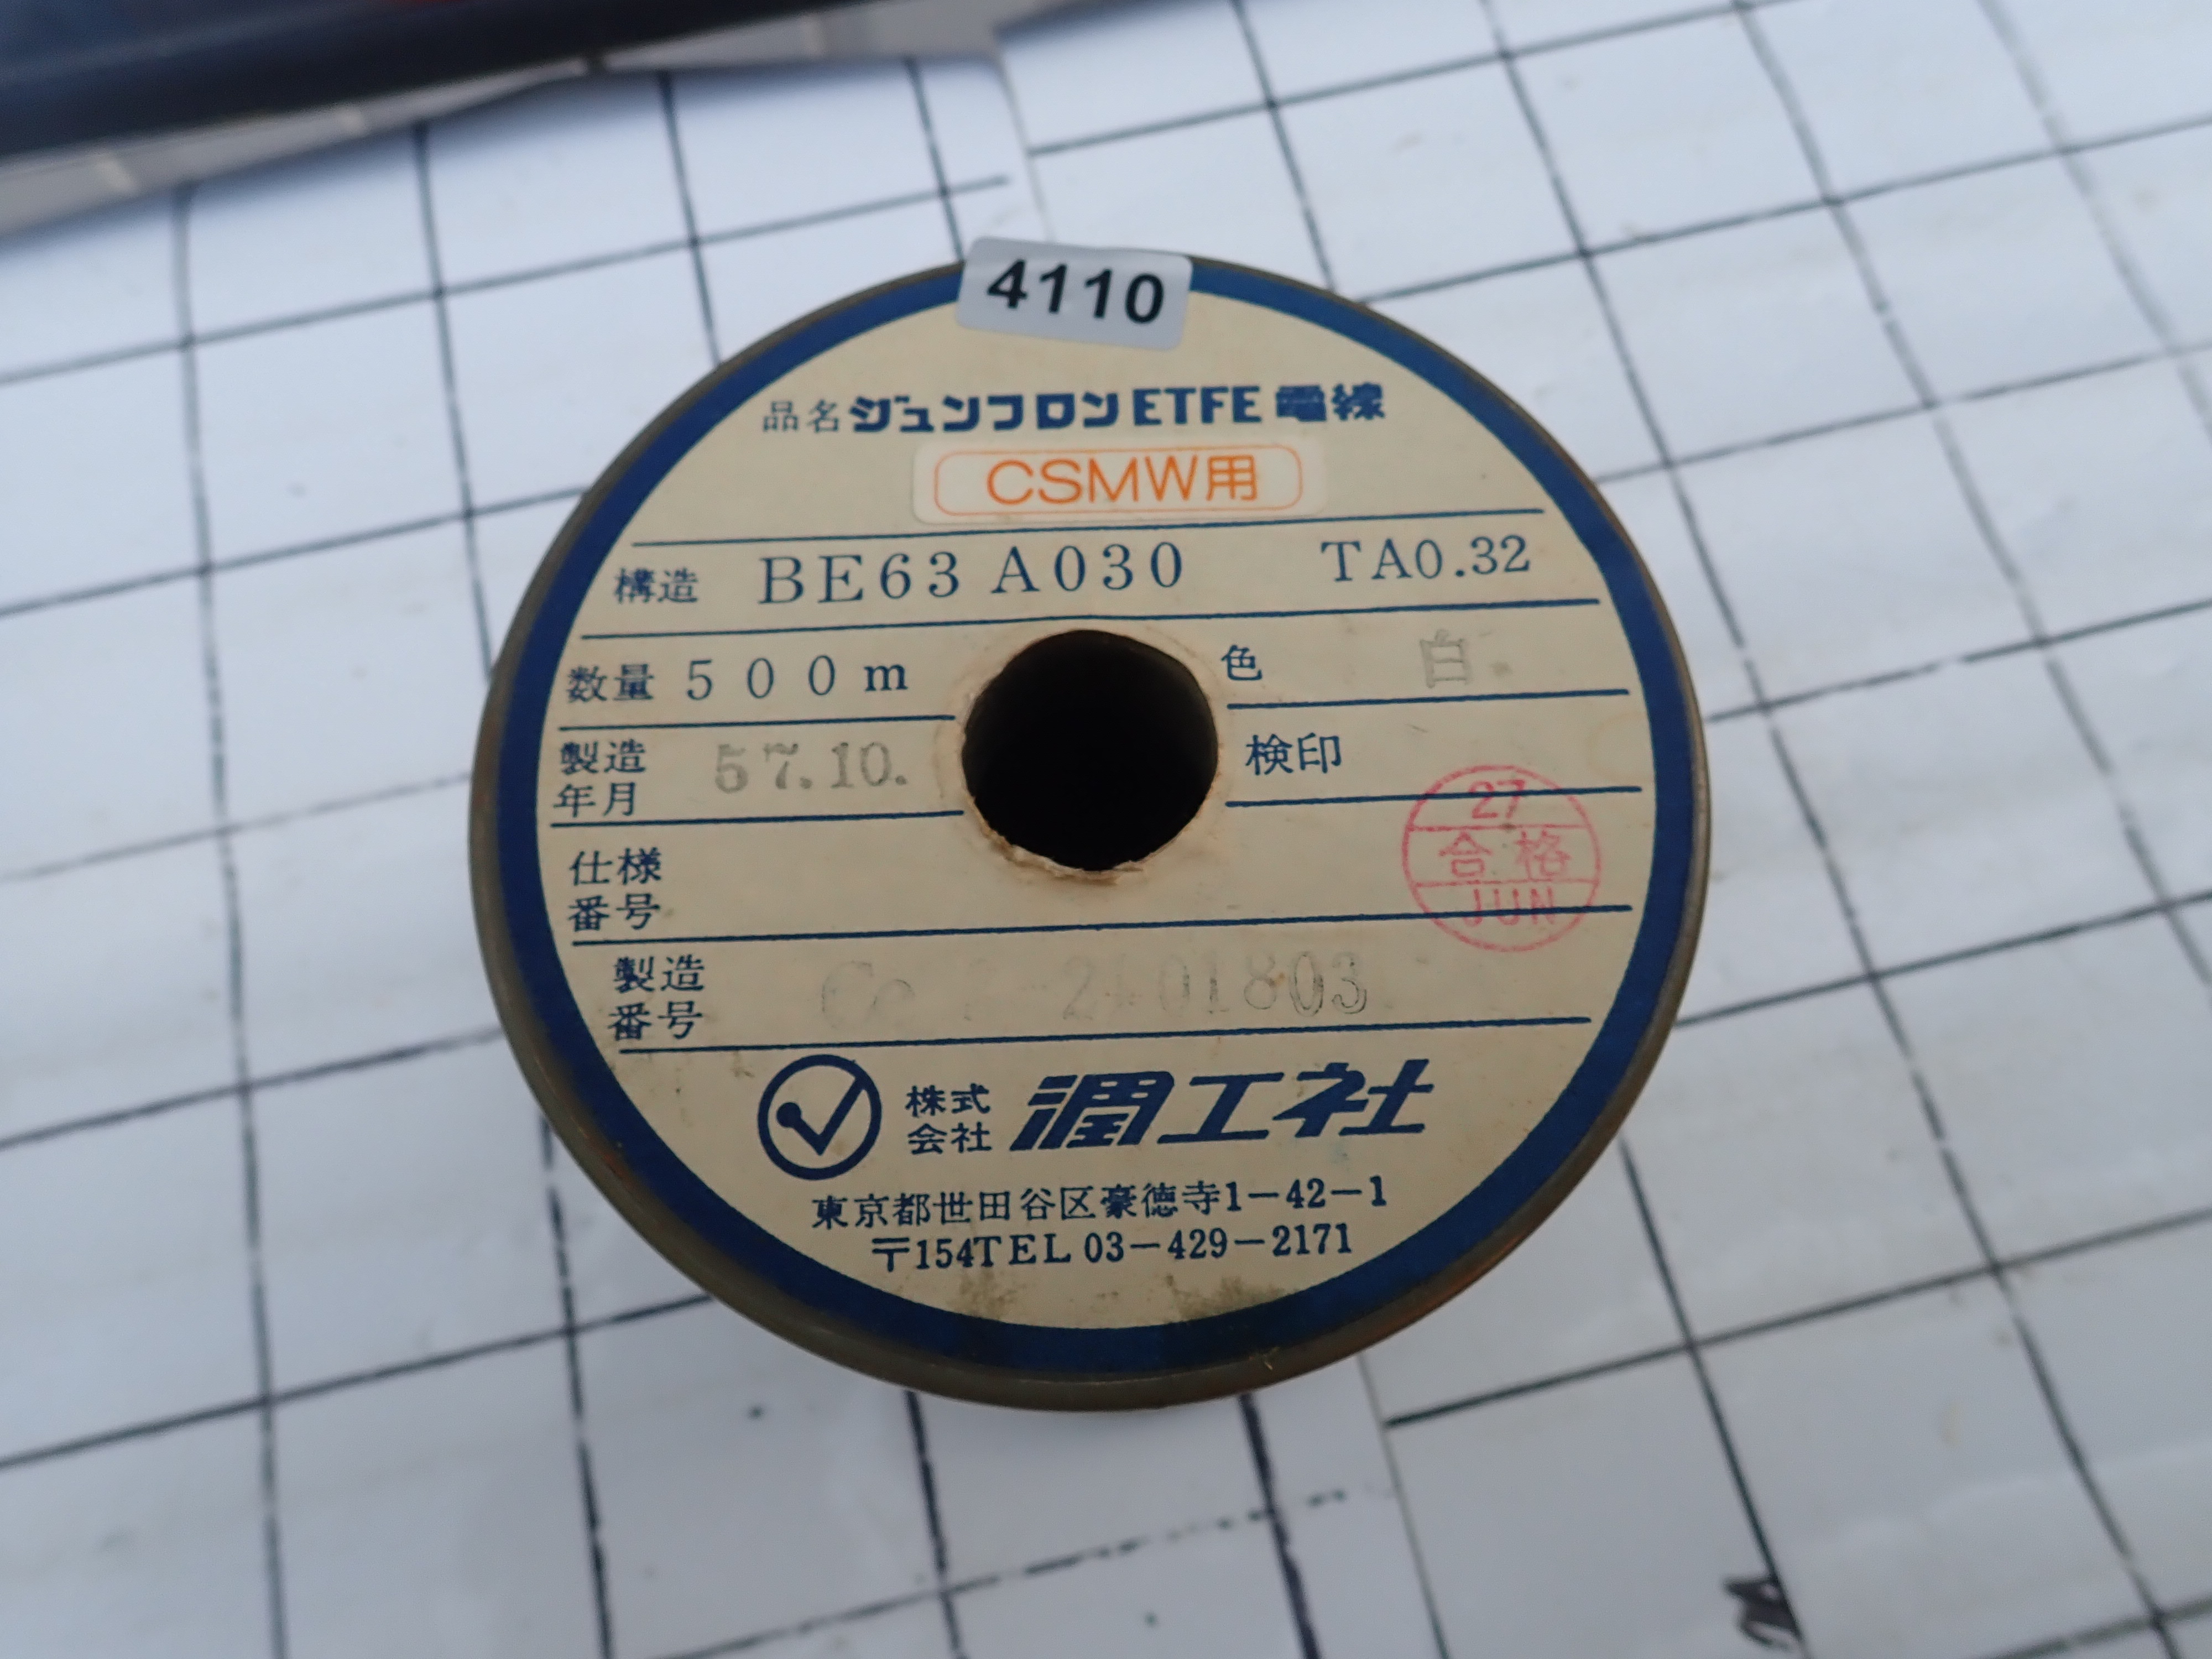 4110
品名 ジュンフロンETFE電線
CSMW用
構造 BE63 A030 TA0.32
数量 500m 色 白
製造年月 57.10. 検印
27
合格
JUN
仕様番号
製造番号
株式会社 潤工社
東京都世田谷区豪徳寺1-42-1
〒154TEL 03-429-2171